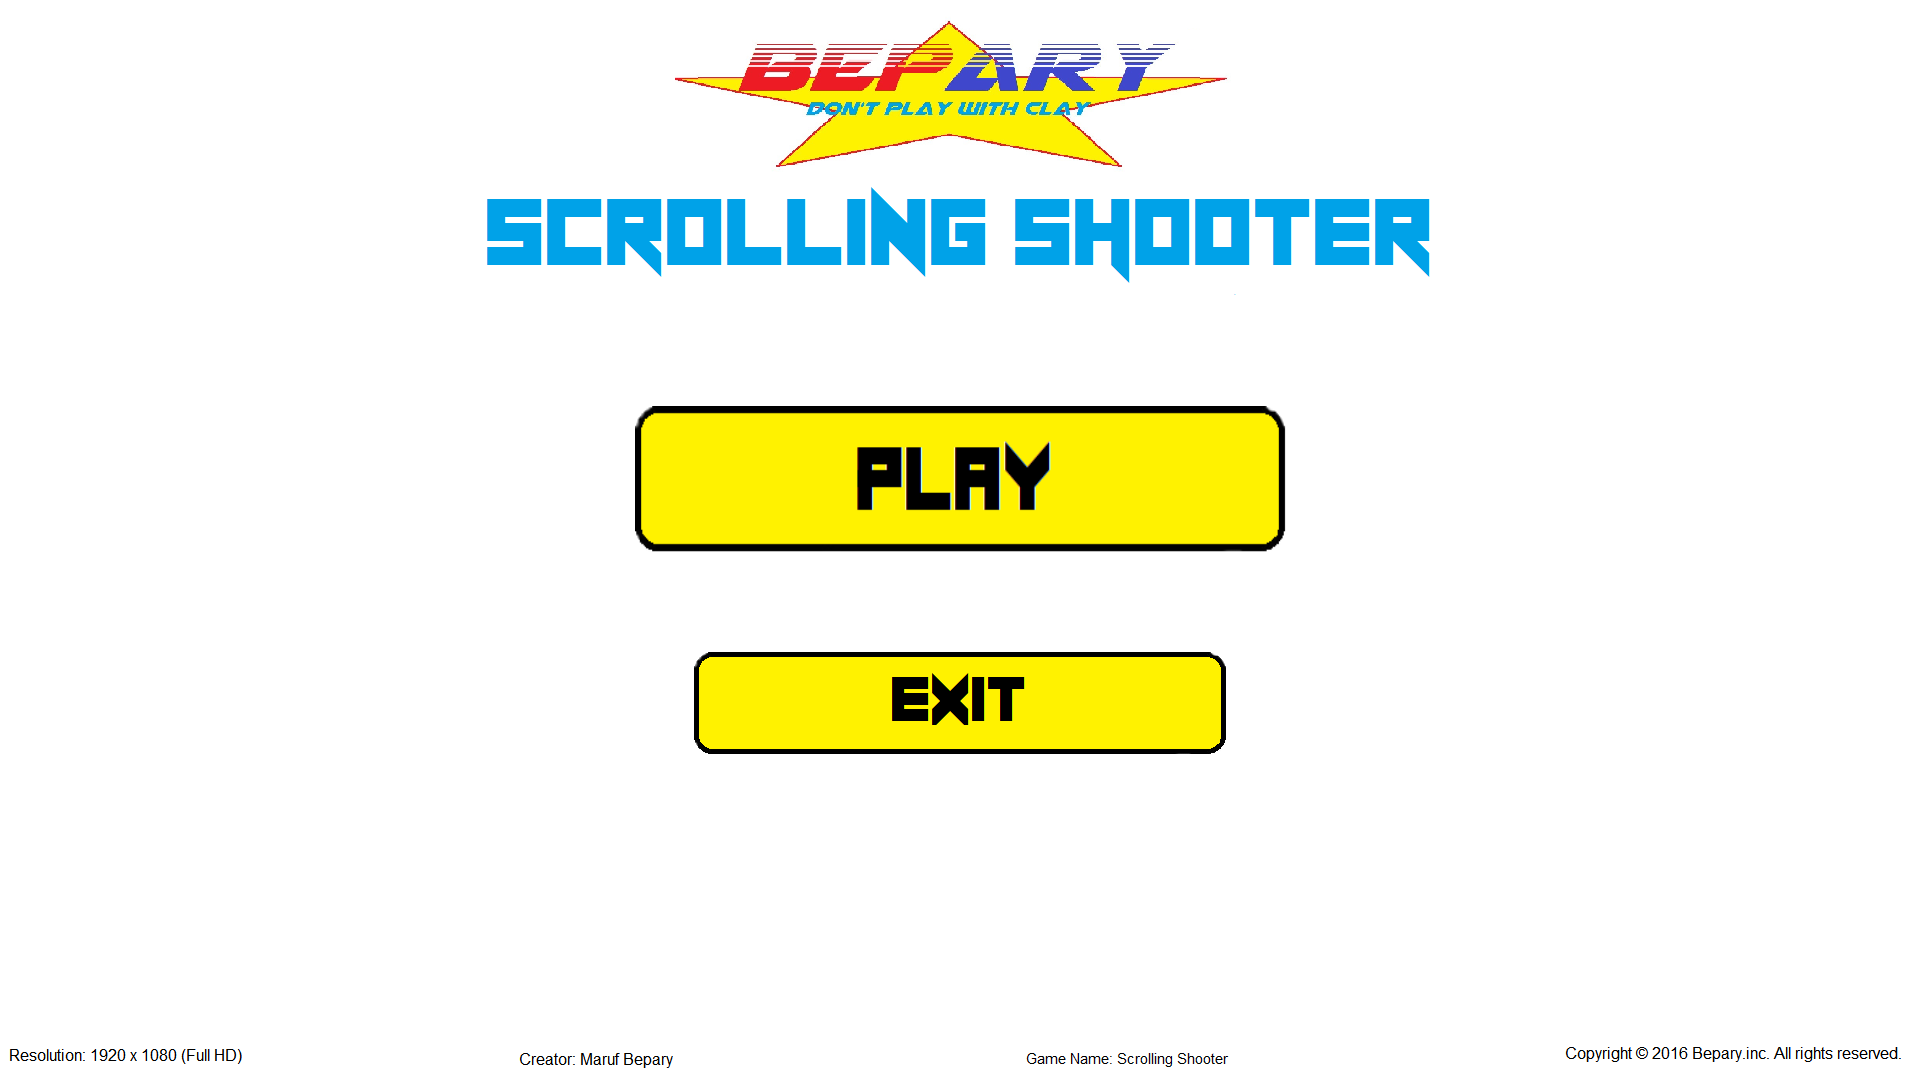 BEPARY
DON'T PLAY WITH CLAY
SCROLLING SHOOTER
PLAY
EXIT
Resolution: 1920 x 1080 (Full HD)
Creator: Maruf Bepary
Game Name: Scrolling Shooter
Copyright © 2016 Bepary.inc. All rights reserved.